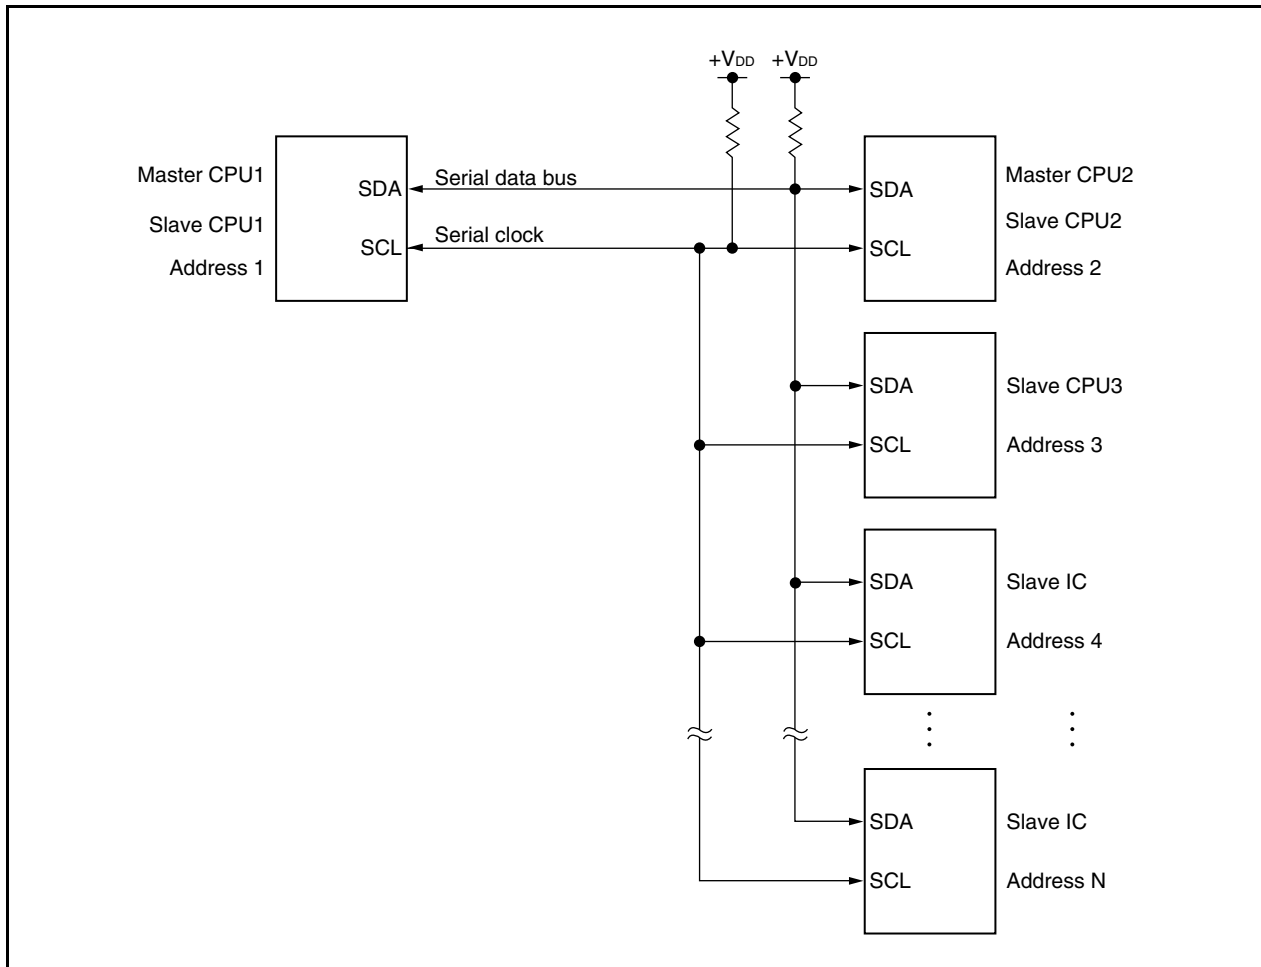 +VDD +VDD
Master CPU1
Slave CPU1
Address 1
SDA
SCL
Serial data bus
Serial clock
SDA
SCL
Master CPU2
Slave CPU2
Address 2
SDA
SCL
Slave CPU3
Address 3
SDA
SCL
Slave IC
Address 4
SDA
SCL
Slave IC
Address N